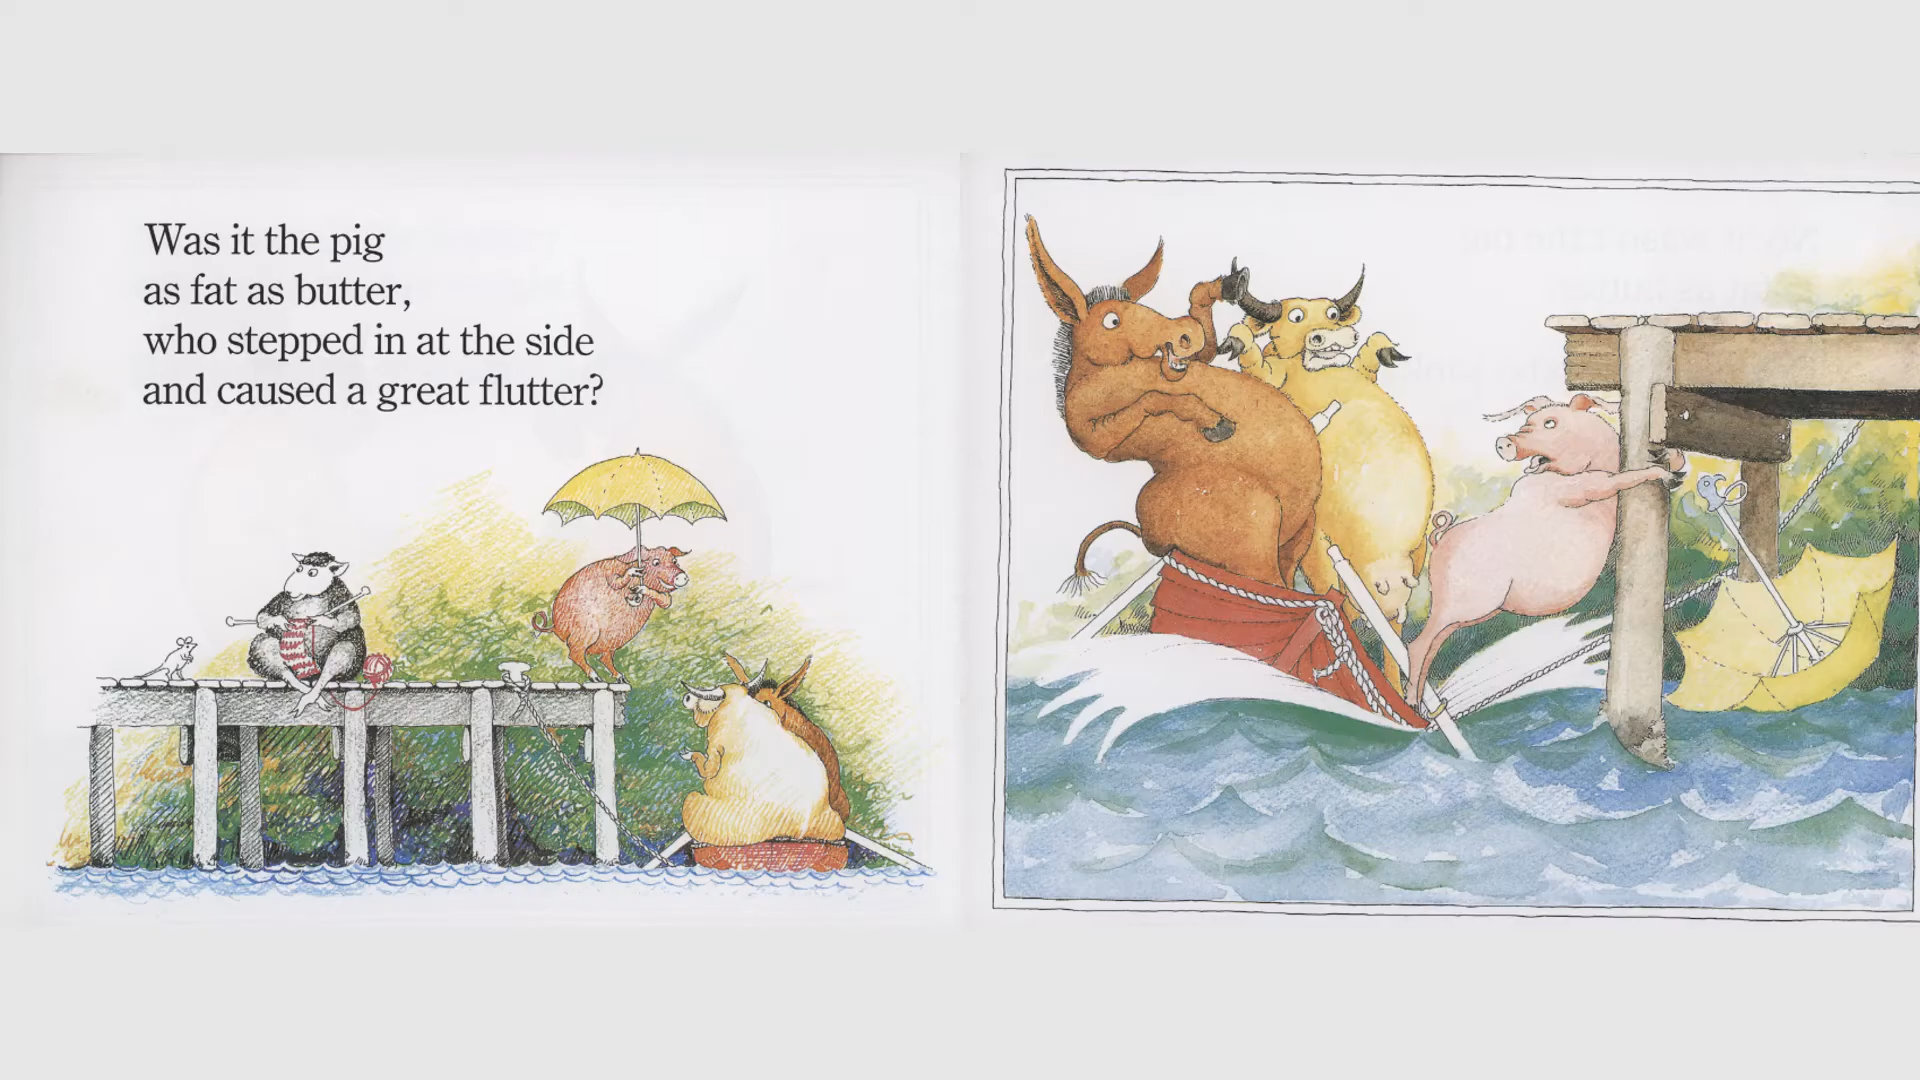 Was it the pig
as fat as butter,
who stepped in at the side
and caused a great flutter?